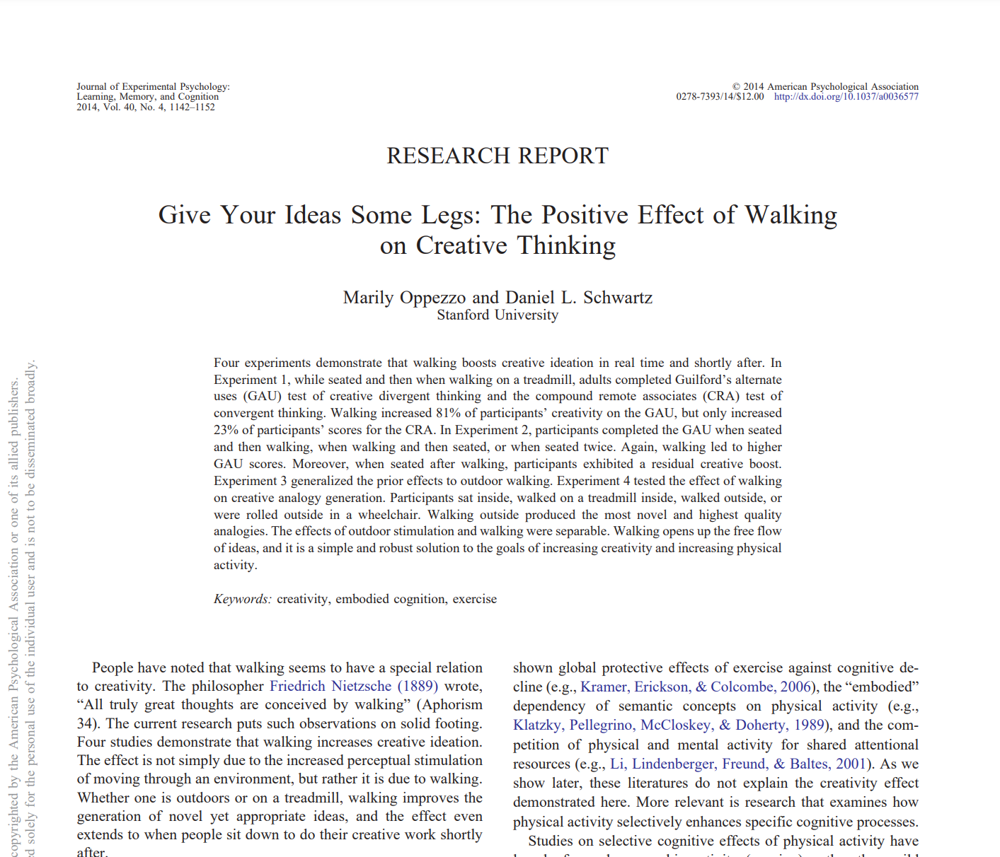 Journal of Experimental Psychology:
Learning, Memory, and Cognition
2014, Vol. 40, No. 4, 1142–1152
© 2014 American Psychological Association
0278-7393/14/$12.00 http://dx.doi.org/10.1037/a0036577
RESEARCH REPORT
Give Your Ideas Some Legs: The Positive Effect of Walking
on Creative Thinking
Marily Oppezzo and Daniel L. Schwartz
Stanford University
Four experiments demonstrate that walking boosts creative ideation in real time and shortly after. In
Experiment 1, while seated and then when walking on a treadmill, adults completed Guilford’s alternate
uses (GAU) test of creative divergent thinking and the compound remote associates (CRA) test of
convergent thinking. Walking increased 81% of participants’ creativity on the GAU, but only increased
23% of participants’ scores for the CRA. In Experiment 2, participants completed the GAU when seated
and then walking, when walking and then seated, or when seated twice. Again, walking led to higher
GAU scores. Moreover, when seated after walking, participants exhibited a residual creative boost.
Experiment 3 generalized the prior effects to outdoor walking. Experiment 4 tested the effect of walking
on creative analogy generation. Participants sat inside, walked on a treadmill inside, walked outside, or
were rolled outside in a wheelchair. Walking outside produced the most novel and highest quality
analogies. The effects of outdoor stimulation and walking were separable. Walking opens up the free flow
of ideas, and it is a simple and robust solution to the goals of increasing creativity and increasing physical
activity.
Keywords: creativity, embodied cognition, exercise
People have noted that walking seems to have a special relation
to creativity. The philosopher Friedrich Nietzsche (1889) wrote,
“All truly great thoughts are conceived by walking” (Aphorism
34). The current research puts such observations on solid footing.
Four studies demonstrate that walking increases creative ideation.
The effect is not simply due to the increased perceptual stimulation
of moving through an environment, but rather it is due to walking.
Whether one is outdoors or on a treadmill, walking improves the
generation of novel yet appropriate ideas, and the effect even
extends to when people sit down to do their creative work shortly
after.
shown global protective effects of exercise against cognitive de-
cline (e.g., Kramer, Erickson, & Colcombe, 2006), the “embodied”
dependency of semantic concepts on physical activity (e.g.,
Klatzky, Pellegrino, McCloskey, & Doherty, 1989), and the com-
petition of physical and mental activity for shared attentional
resources (e.g., Li, Lindenberger, Freund, & Baltes, 2001). As we
show later, these literatures do not explain the creativity effect
demonstrated here. More relevant is research that examines how
physical activity selectively enhances specific cognitive processes.
Studies on selective cognitive effects of physical activity have
copyrighted by the American Psychological Association or one of its allied publishers.
solely for the personal use of the individual user and is not to be disseminated broadly.